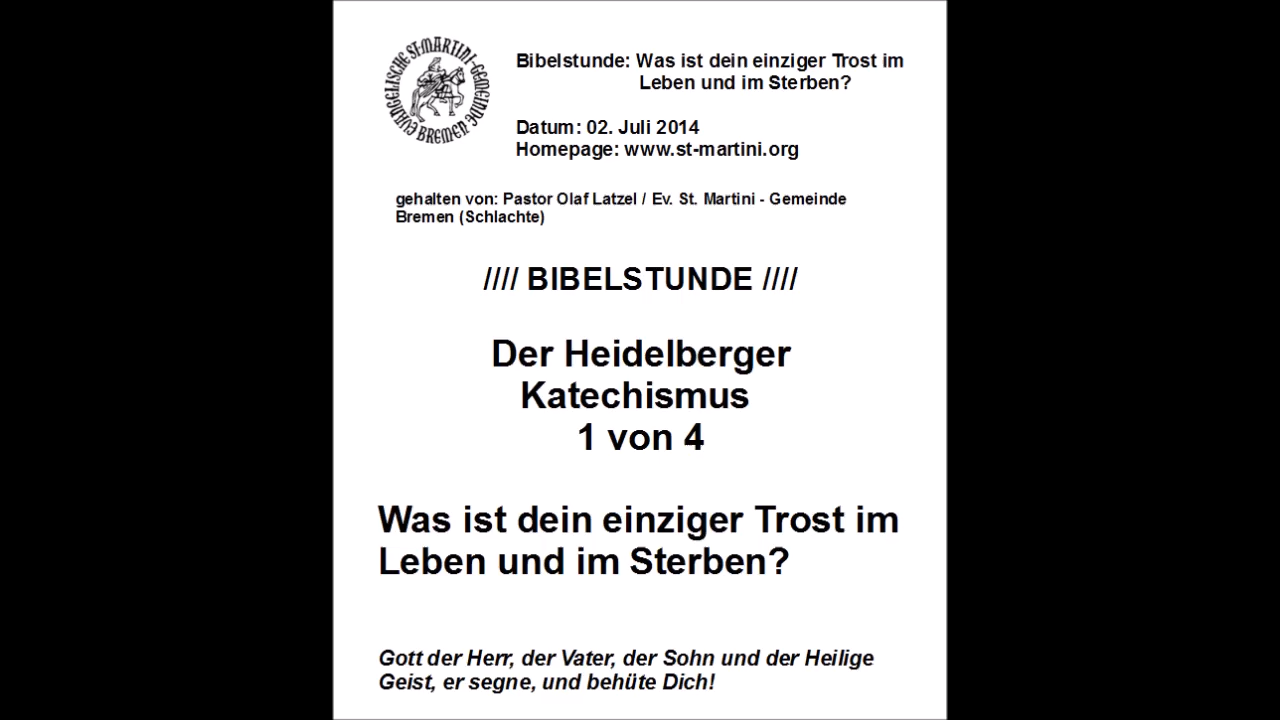 EVANGELISCHE ST-MARTINI-GEMEINDE BREMEN
Bibelstunde: Was ist dein einziger Trost im
Leben und im Sterben?
Datum: 02. Juli 2014
Homepage: www.st-martini.org
gehalten von: Pastor Olaf Latzel / Ev. St. Martini - Gemeinde
Bremen (Schlachte)
//// BIBELSTUNDE ////
Der Heidelberger
Katechismus
1 von 4
Was ist dein einziger Trost im
Leben und im Sterben?
Gott der Herr, der Vater, der Sohn und der Heilige
Geist, er segne, und behüte Dich!